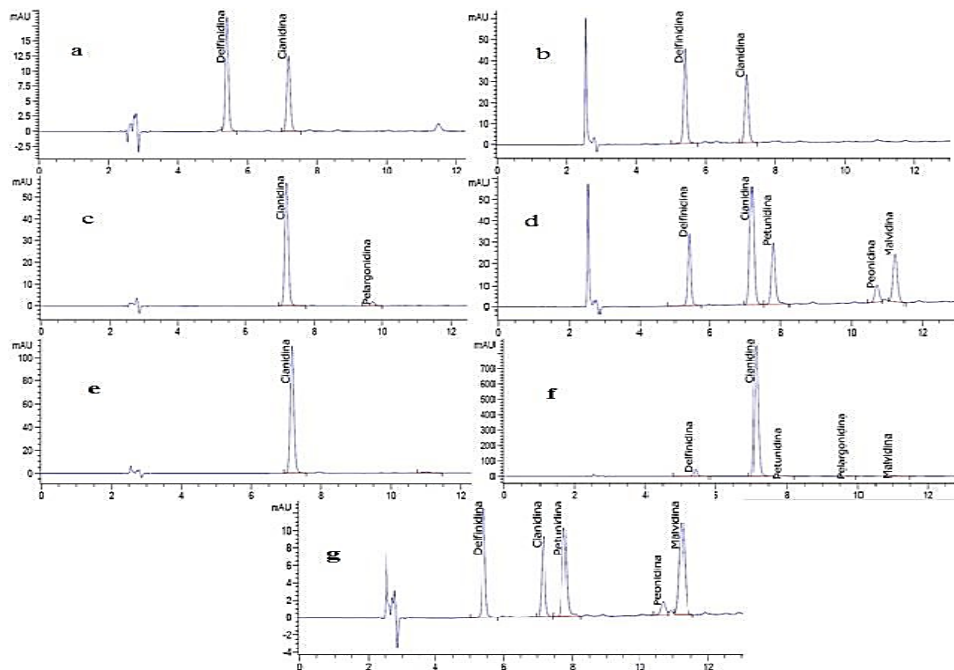 mAU
a
Delfinidina
Cianidina
12.5
10
7.5
5
2.5
0
2.5
0 2 4 6 8 10 12
mAU
b
Delfinidina
Cianidina
50
40
30
20
10
0
0 2 4 6 8 10 12
mAU
c
Cianidina
Pelargonidina
50
40
30
20
10
0
0 2 4 6 8 10 12
mAU
d
Delfinidina
Cianidina
Petunidina
Peonidina
Malvidina
50
40
30
20
10
0
0 2 4 6 8 10 12
mAU
e
Cianidina
100
80
60
40
20
0
0 2 4 6 8 10 12
mAU
f
Delfinidina
Cianidina
Petunidina
Pelargonidina
Malvidina
700
600
500
400
300
200
100
0
0 2 4 6 8 10 12
mAU
g
Delfinidina
Cianidina
Petunidina
Peonidina
Malvidina
10
8
6
4
2
0
-2
-4
0 2 4 6 8 10 12